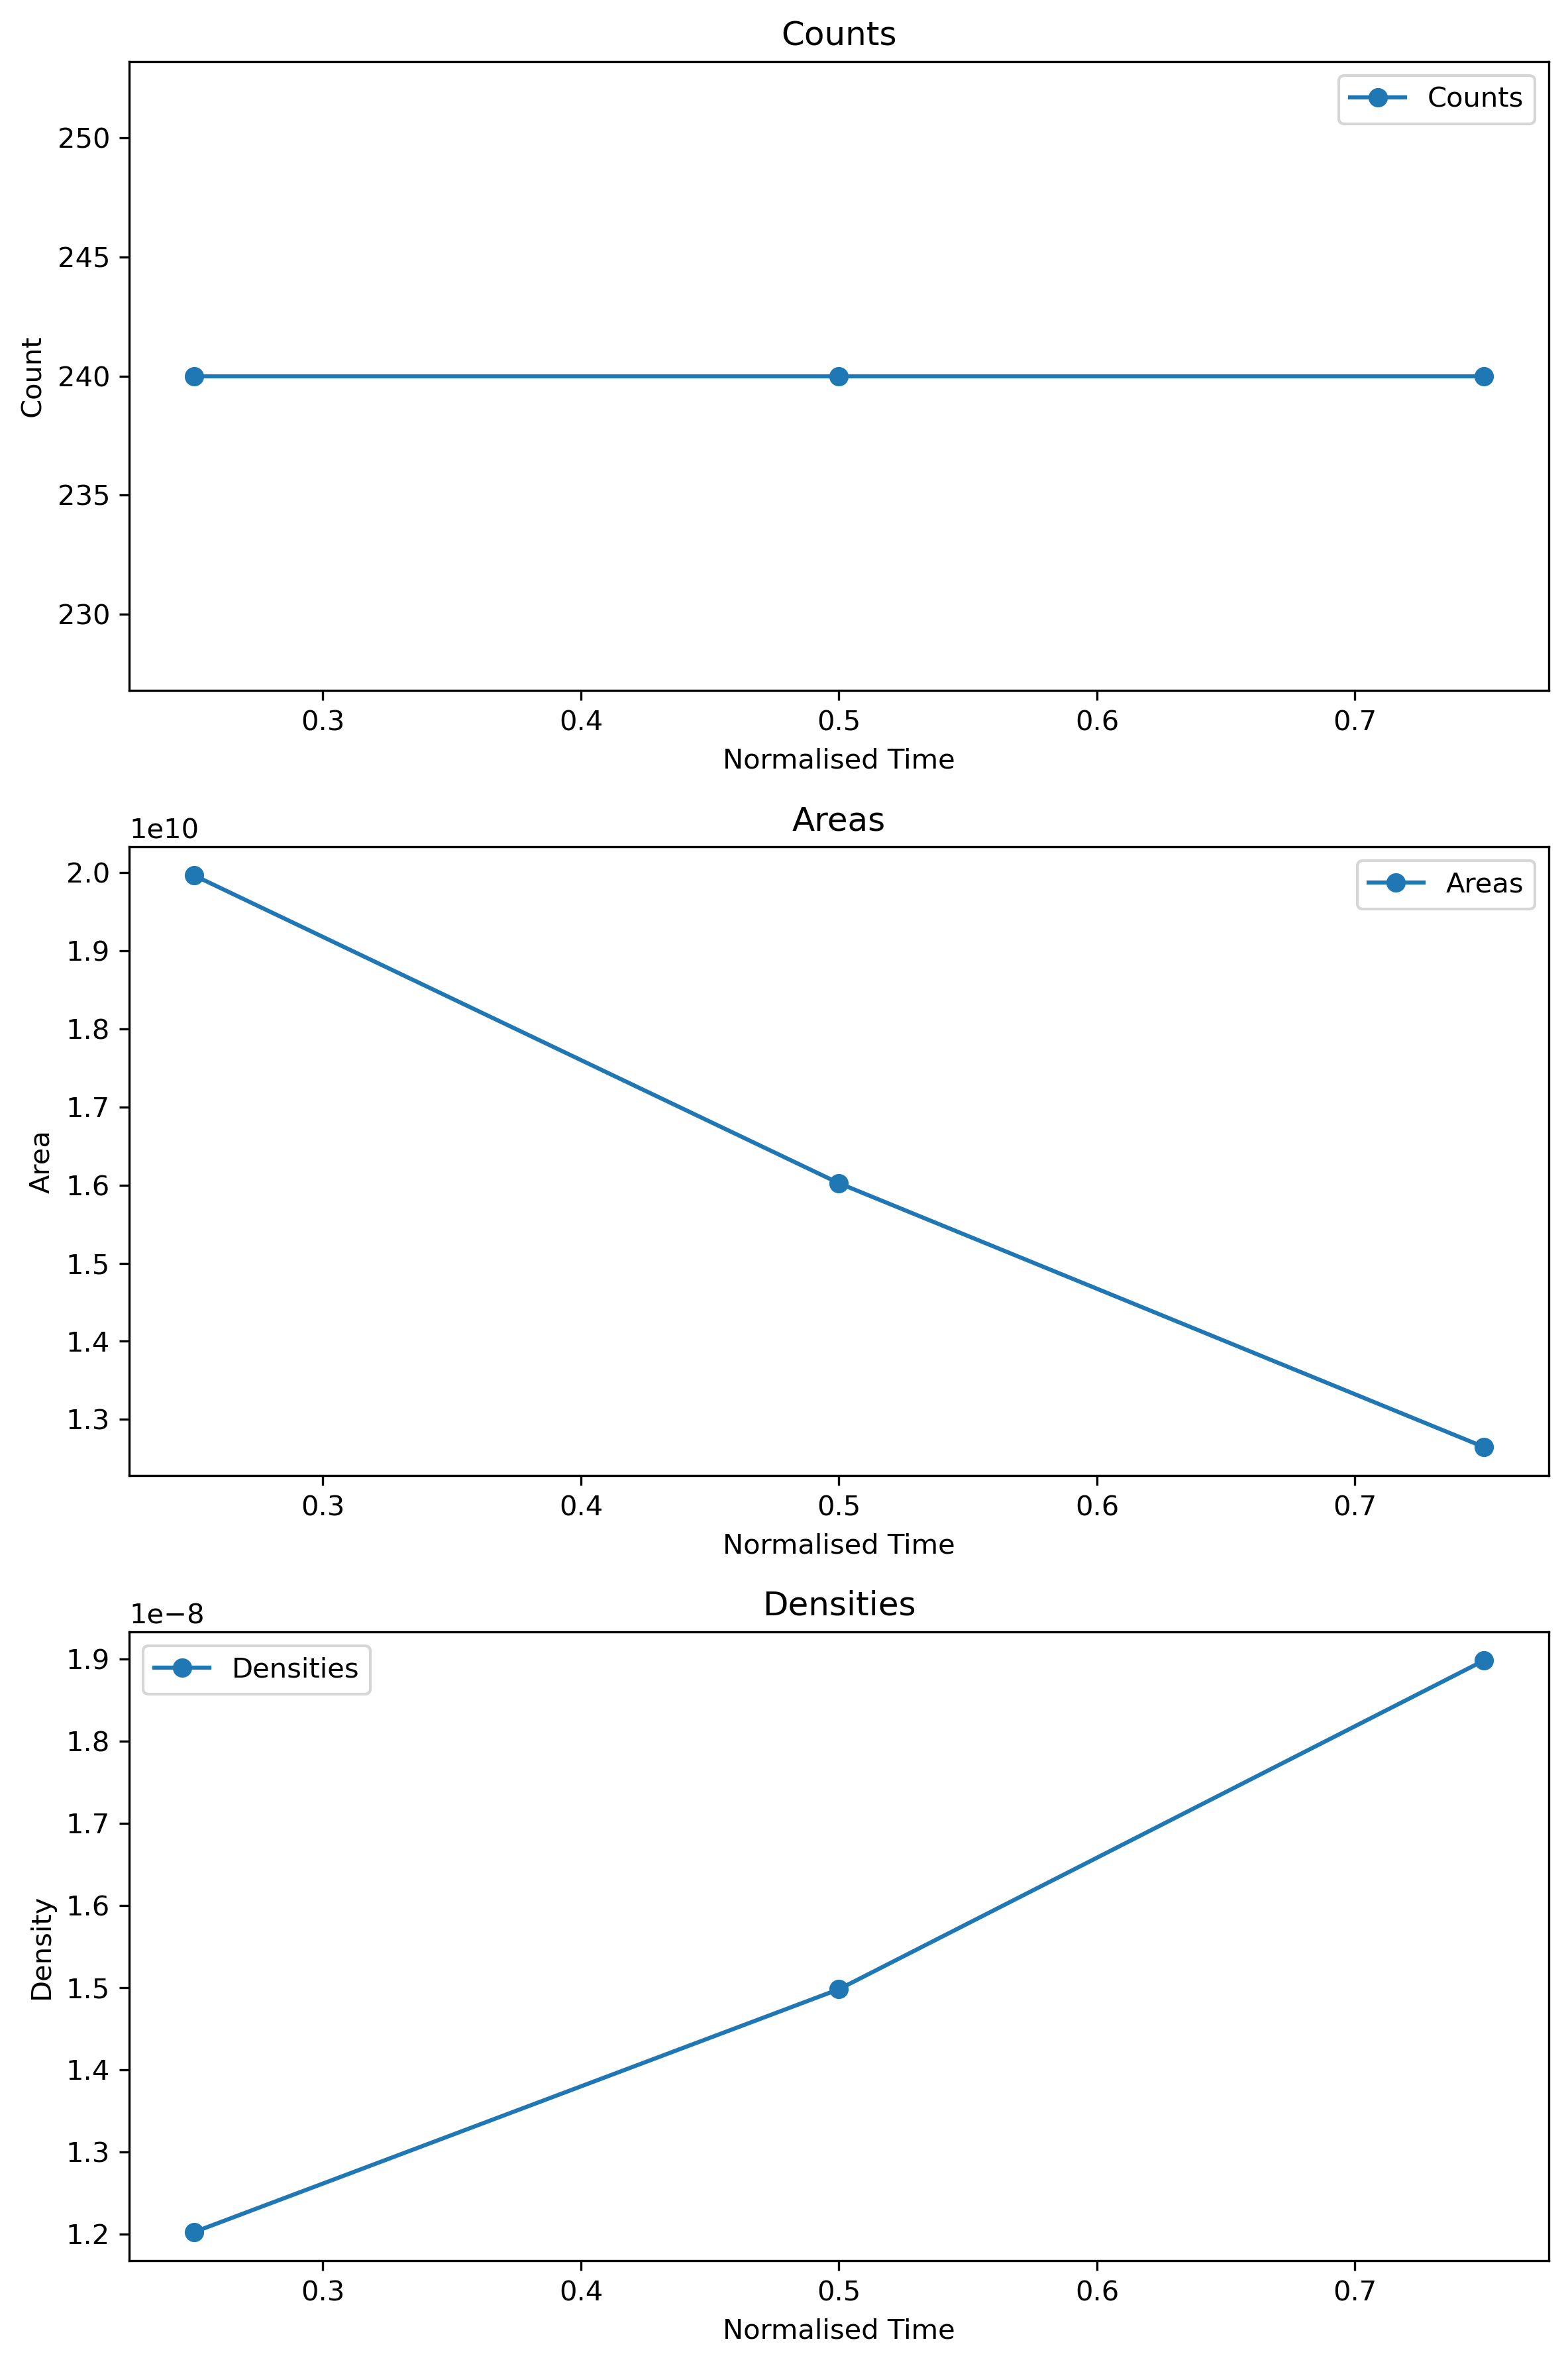 Counts
Counts
250
245
240
235
230
Count
0.3 0.4 0.5 0.6 0.7
Normalised Time
Areas
1e10
Areas
2.0
1.9
1.8
1.7
1.6
1.5
1.4
1.3
Area
0.3 0.4 0.5 0.6 0.7
Normalised Time
Densities
1e−8
Densities
1.9
1.8
1.7
1.6
1.5
1.4
1.3
1.2
Density
0.3 0.4 0.5 0.6 0.7
Normalised Time